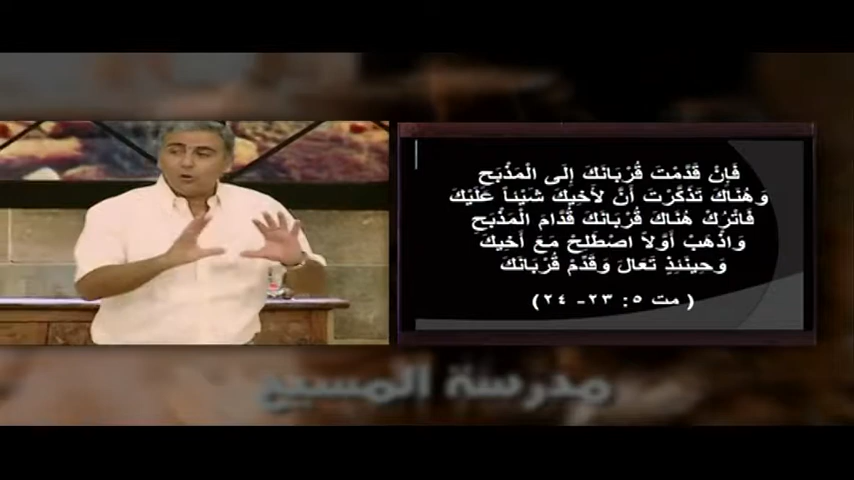 فَإِنْ قَدَّمْتَ قُرْبَانَكَ إِلَى الْمَذْبَحِ
وَهُنَاكَ تَذَكَّرْتَ أَنَّ لأَخِيكَ شَيْئاً عَلَيْكَ
فَاتْرُكْ هُنَاكَ قُرْبَانَكَ قُدَّامَ الْمَذْبَحِ
وَاذْهَبْ أَوَّلاً اصْطَلِحْ مَعَ أَخِيكَ
وَحِينَئِذٍ تَعَالَ وَقَدِّمْ قُرْبَانَكَ
( مت ٥: ٢٣- ٢٤)
مدرسة المسيح